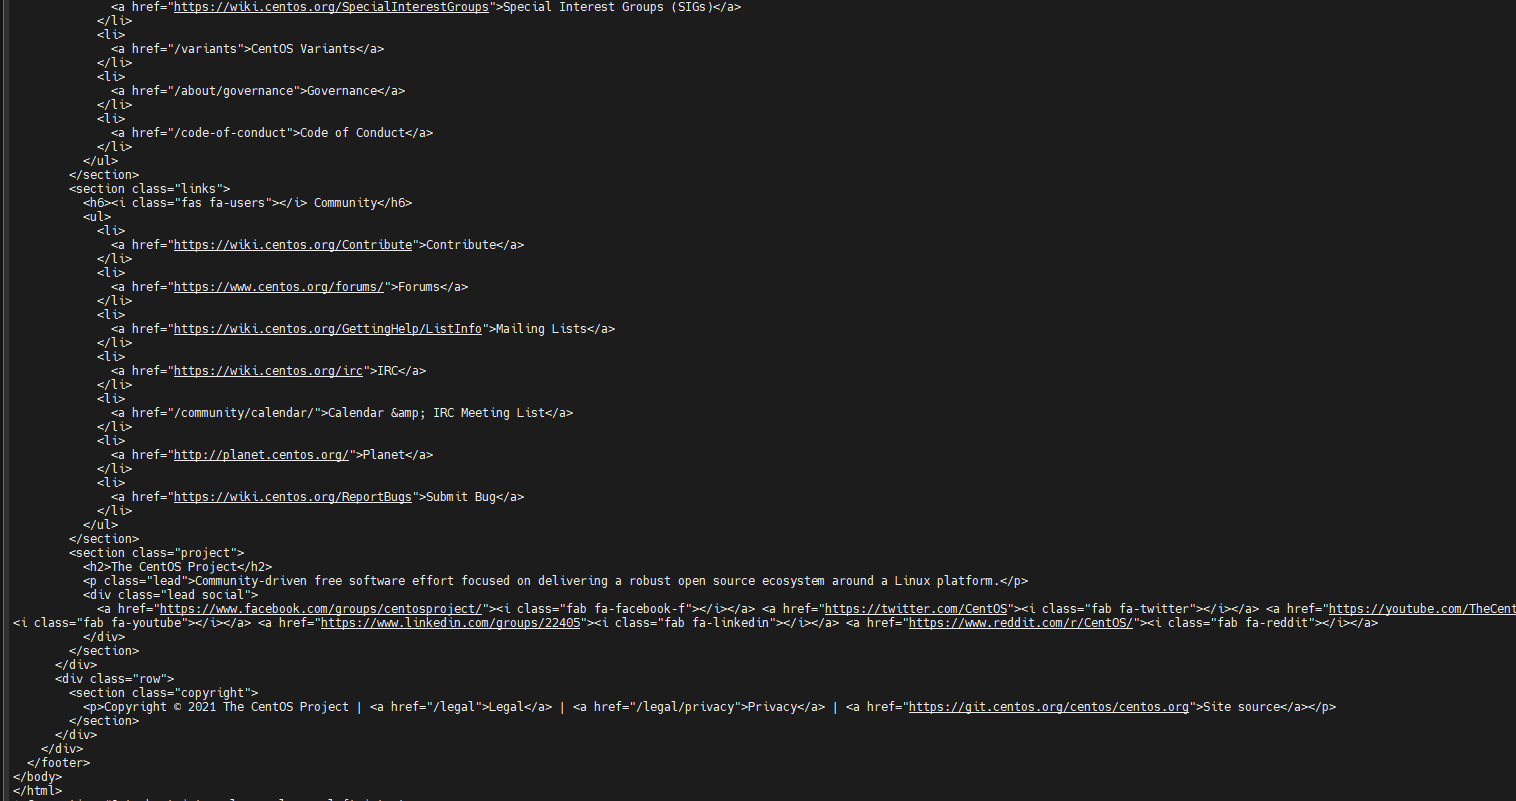 <a href="https://wiki.centos.org/SpecialInterestGroups">Special Interest Groups (SIGs)</a>
</li>
<li>
<a href="/variants">CentOS Variants</a>
</li>
<li>
<a href="/about/governance">Governance</a>
</li>
<li>
<a href="/code-of-conduct">Code of Conduct</a>
</li>
</ul>
</section>
<section class="links">
<h6><i class="fas fa-users"></i> Community</h6>
<ul>
<li>
<a href="https://wiki.centos.org/Contribute">Contribute</a>
</li>
<li>
<a href="https://www.centos.org/forums/">Forums</a>
</li>
<li>
<a href="https://wiki.centos.org/GettingHelp/ListInfo">Mailing Lists</a>
</li>
<li>
<a href="https://wiki.centos.org/irc">IRC</a>
</li>
<li>
<a href="/community/calendar/">Calendar &amp; IRC Meeting List</a>
</li>
<li>
<a href="http://planet.centos.org/">Planet</a>
</li>
<li>
<a href="https://wiki.centos.org/ReportBugs">Submit Bug</a>
</li>
</ul>
</section>
<section class="project">
<h2>The CentOS Project</h2>
<p class="lead">Community-driven free software effort focused on delivering a robust open source ecosystem around a Linux platform.</p>
<div class="lead social">
<a href="https://www.facebook.com/groups/centosproject/"><i class="fab fa-facebook-f"></i></a> <a href="https://twitter.com/CentOS"><i class="fab fa-twitter"></i></a> <a href="https://youtube.com/TheCent
<i class="fab fa-youtube"></i></a> <a href="https://www.linkedin.com/groups/22405"><i class="fab fa-linkedin"></i></a> <a href="https://www.reddit.com/r/CentOS/"><i class="fab fa-reddit"></i></a>
</div>
</section>
</div>
<div class="row">
<section class="copyright">
<p>Copyright © 2021 The CentOS Project | <a href="/legal">Legal</a> | <a href="/legal/privacy">Privacy</a> | <a href="https://git.centos.org/centos/centos.org">Site source</a></p>
</section>
</div>
</div>
</footer>
</body>
</html>